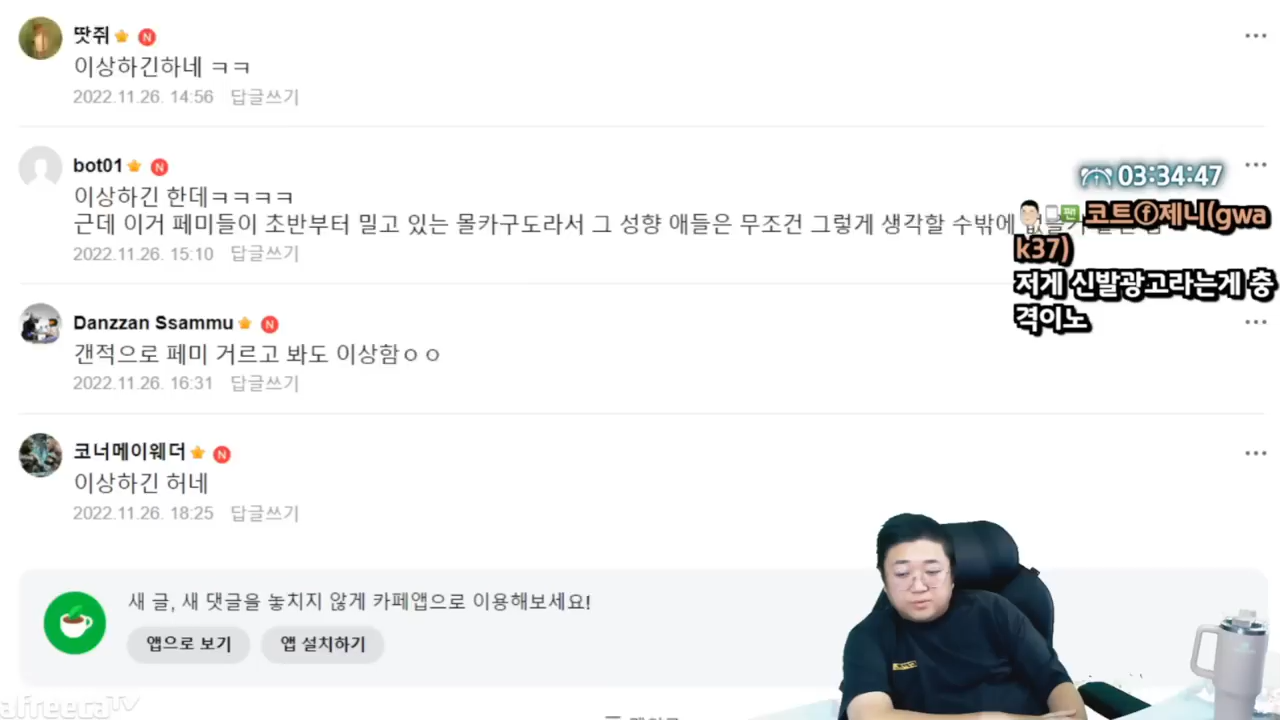 땃쥐 N
이상하긴하네 ㅋㅋ
2022.11.26. 14:56 답글쓰기
bot01 N
이상하긴 한데ㅋㅋㅋㅋ
근데 이거 페미들이 초반부터 밀고 있는 몰카구도라서 그 성향 애들은 무조건 그렇게 생각할 수밖에
2022.11.26. 15:10 답글쓰기
03:34:47
팬 코트ⓕ제니(gwa
k37)
저게 신발광고라는게 충
격이노
Danzzan Ssammu N
갠적으로 페미 거르고 봐도 이상함ㅇㅇ
2022.11.26. 16:31 답글쓰기
코너메이웨더 N
이상하긴 허네
2022.11.26. 18:25 답글쓰기
새 글, 새 댓글을 놓치지 않게 카페앱으로 이용해보세요!
앱으로 보기 앱 설치하기
afreecaTV